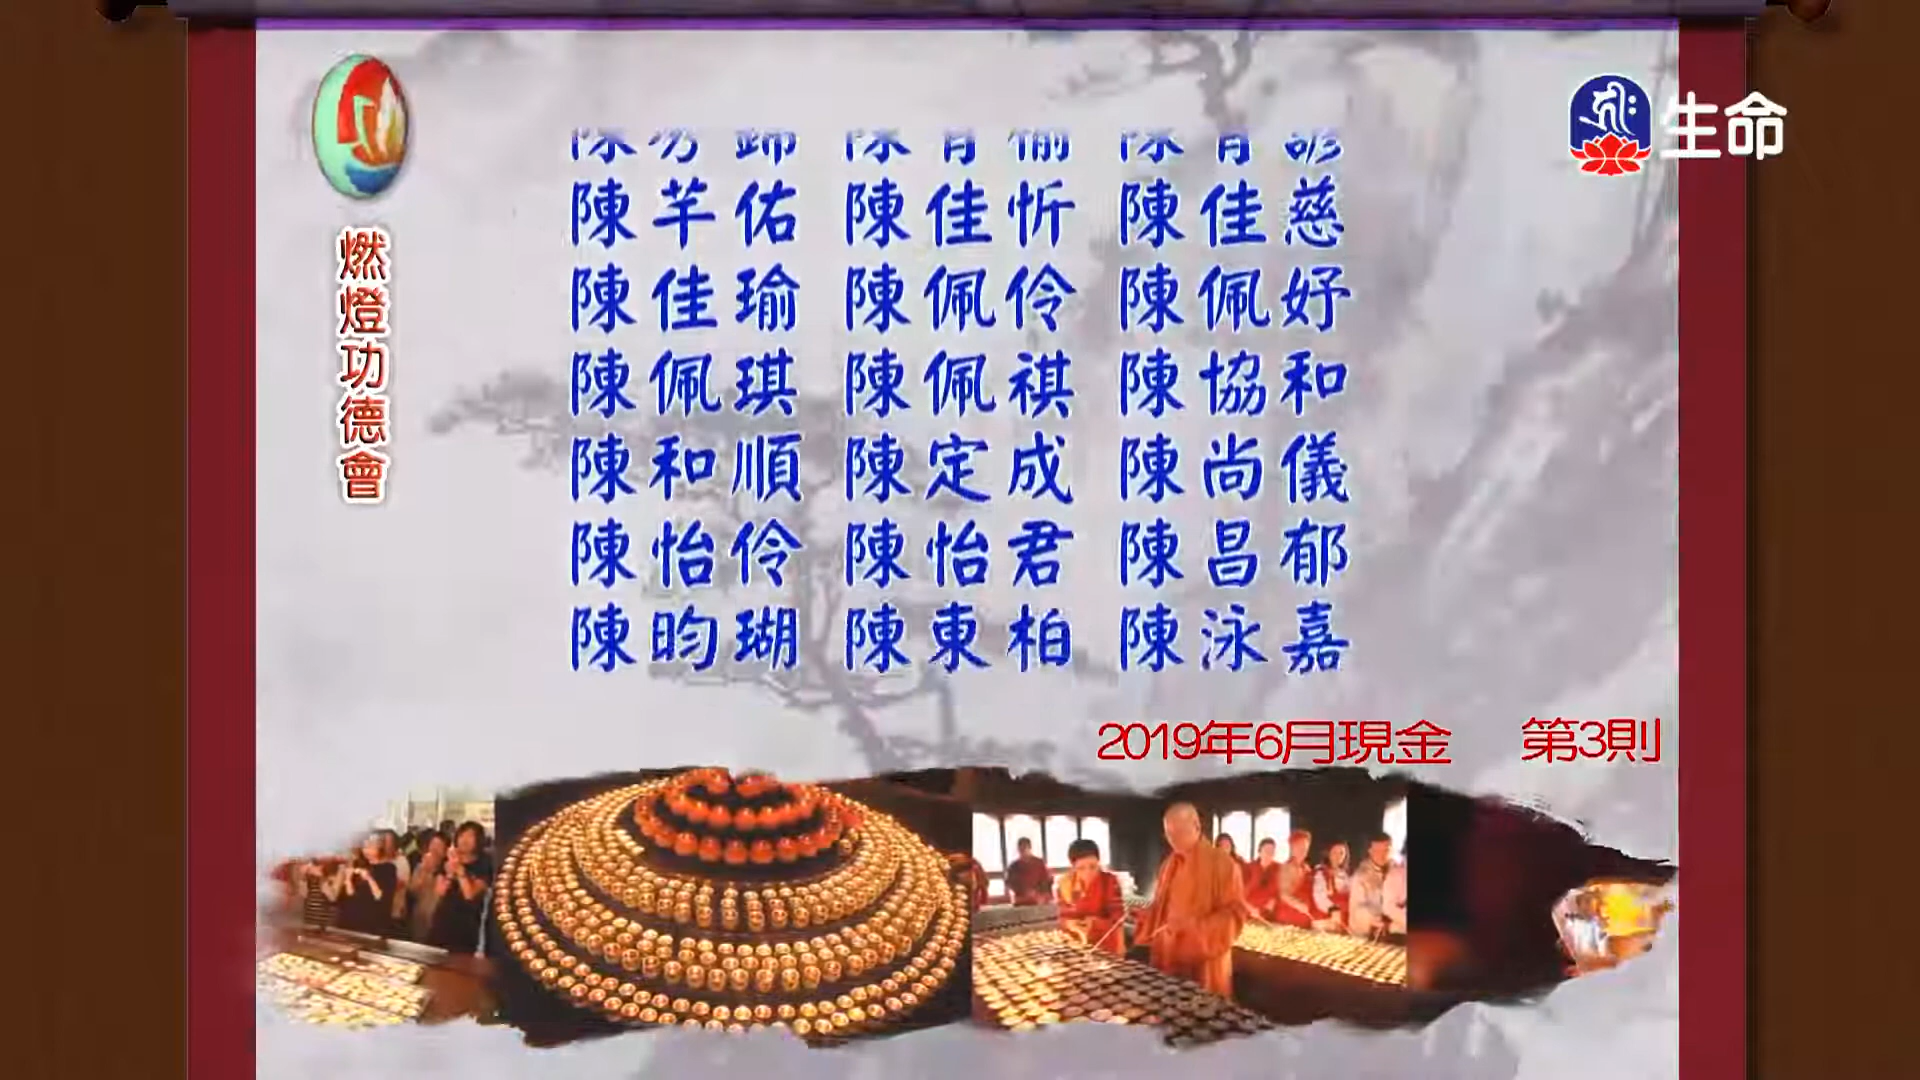 生命
燃燈功德會
陳芊佑 陳佳忻 陳佳慈
陳佳瑜 陳佩伶 陳佩妤
陳佩琪 陳佩祺 陳協和
陳和順 陳定成 陳尚儀
陳怡伶 陳怡君 陳昌郁
陳昀瑚 陳東柏 陳泳嘉
2019年6月現金 第3則